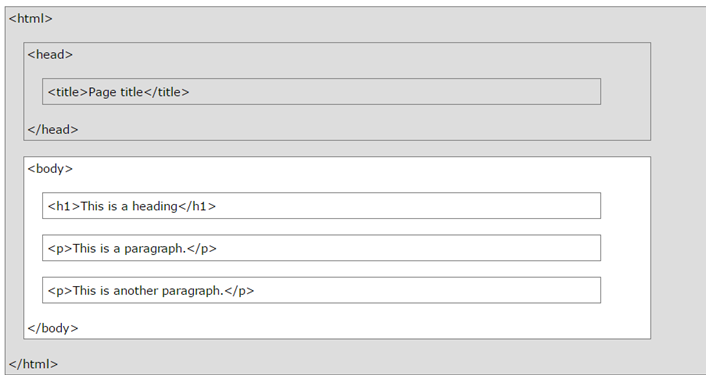 <html>
<head>
<title>Page title</title>
</head>
<body>
<h1>This is a heading</h1>
<p>This is a paragraph.</p>
<p>This is another paragraph.</p>
</body>
</html>